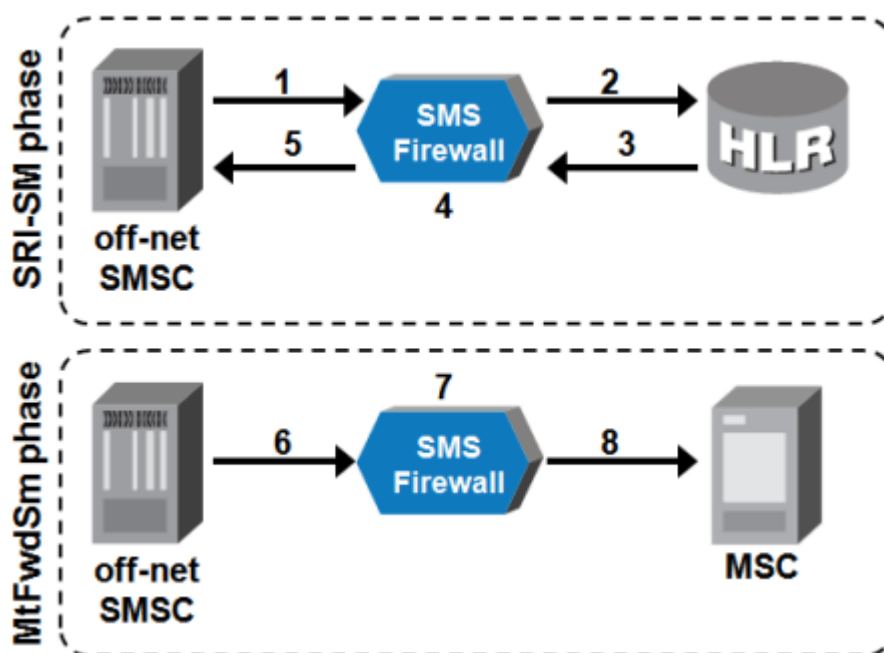 SRI-SM phase
1
2
SMS
Firewall
HLR
5
3
4
off-net
SMSC
MtFwdSm phase
7
6
SMS
Firewall
8
off-net
SMSC
MSC